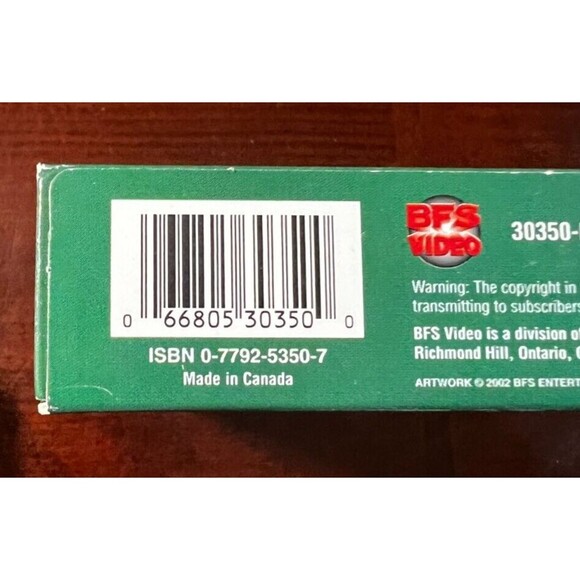 0 66805 30350 0
ISBN 0-7792-5350-7
Made in Canada
BFS
VIDEO
30350-
Warning: The copyright in
transmitting to subscribers
BFS Video is a division of
Richmond Hill, Ontario,
ARTWORK © 2002 BFS ENTERT